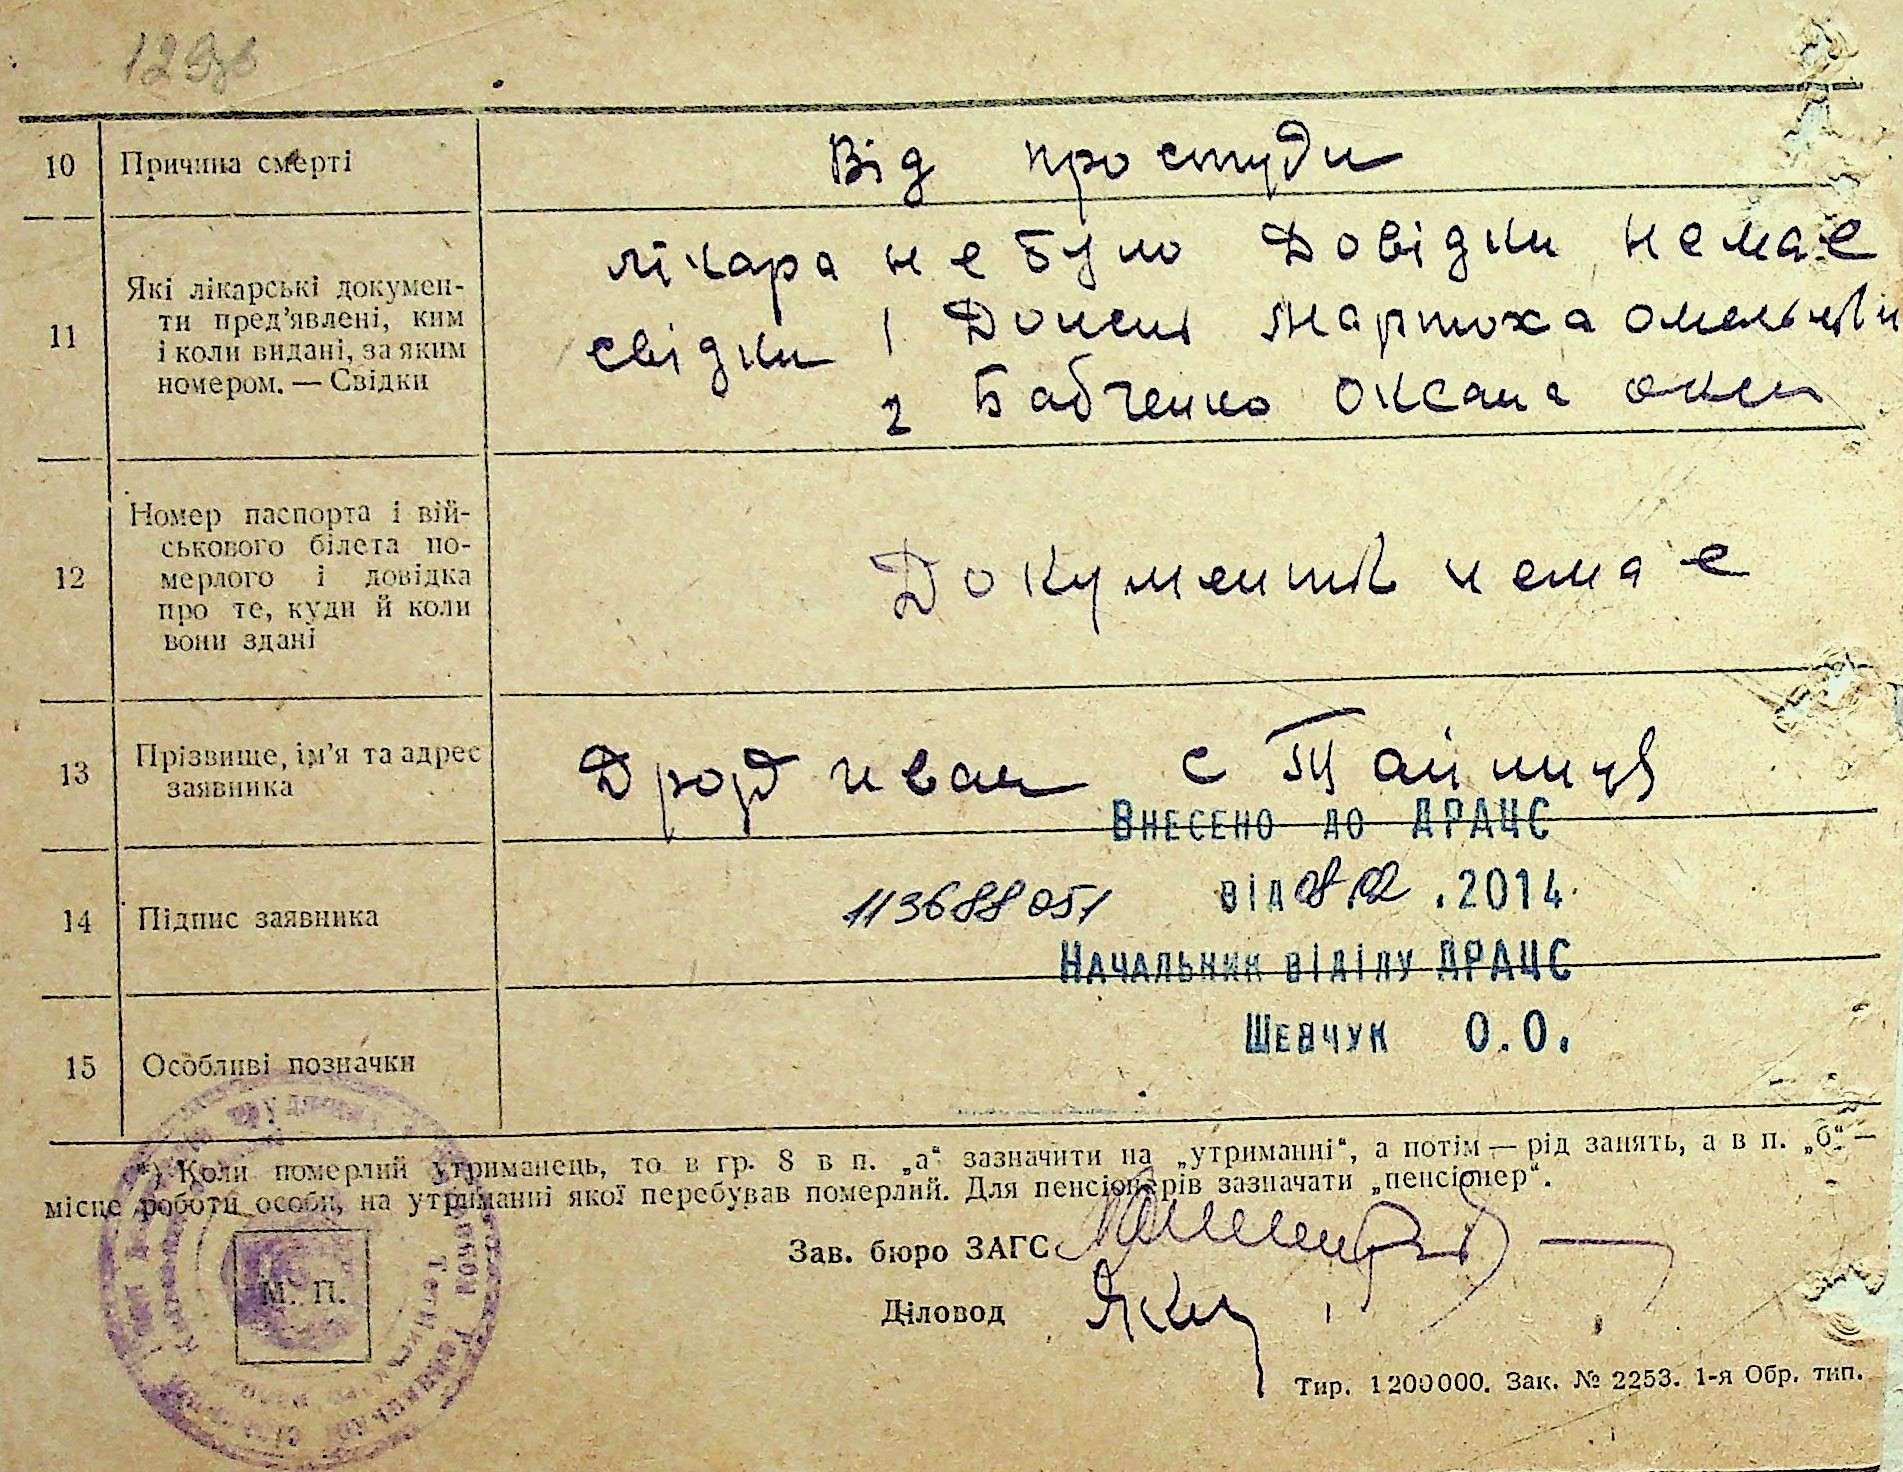 10 Причина смерті
Від простуди
11 Які лікарські докумен-
ти пред'явлені, ким
і коли видані, за яким
номером. — Свідки
лікара не було Довідки немає
свідки 1
2 Бабченко Оксана
12 Номер паспорта і вій-
ськового білета по-
мерлого і довідка
про те, куди й коли
вони здані
Документів немає
13 Прізвище, ім'я та адрес
заявника
иван с Тайниця
Внесено до ДРАЦС
14 Підпис заявника
113688051 від 08.02.2014
Начальник відділу ДРАЦС
Шевчук О.О.
15 Особливі позначки
*) Коли померлий утриманець, то в гр. 8 в п. „а“ зазначити на „утриманні“, а потім — рід занять, а в п. „б“ —
місце роботи особи, на утриманні якої перебував померлий. Для пенсіонерів зазначати „пенсіонер“.
Зав. бюро ЗАГС
Діловод
М. П.
Тир. 1200000. Зак. № 2253. 1-я Обр. тип.